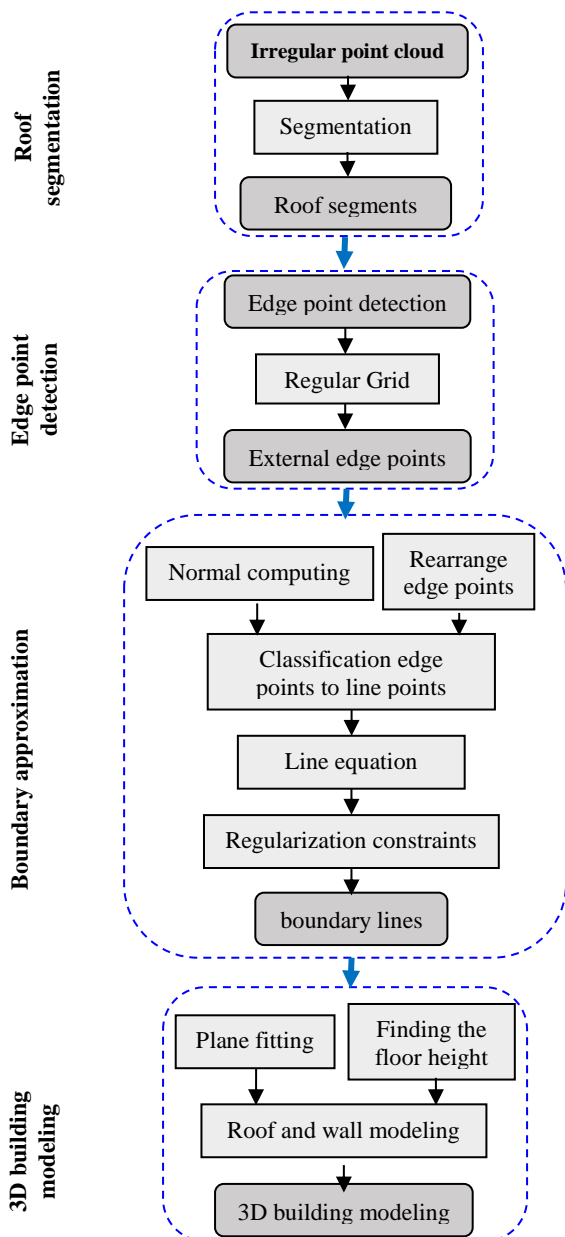 Roof
segmentation
Irregular point cloud
Segmentation
Roof segments
Edge point
detection
Edge point detection
Regular Grid
External edge points
Boundary approximation
Normal computing
Rearrange
edge points
Classification edge
points to line points
Line equation
Regularization constraints
boundary lines
3D building
modeling
Plane fitting
Finding the
floor height
Roof and wall modeling
3D building modeling